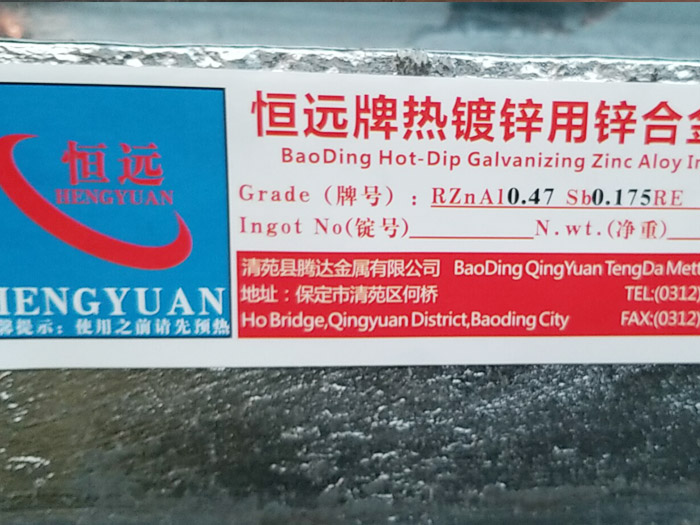 恒远
HENGYUAN
HENGYUAN
馨提示：使用之前请先预热
恒远牌热镀锌用锌合金
BaoDing Hot-Dip Galvanizing Zinc Aloy In
Grade（牌号）：RZnAl0.47 Sb0.175RE
Ingot No(锭号)________ N.wt.(净重)
清苑县腾达金属有限公司 BaoDing QingYuan TengDa Met
地址：保定市清苑区何桥 TEL:(0312)
Ho Bridge,Qingyuan District,Baoding City FAX:(0312)